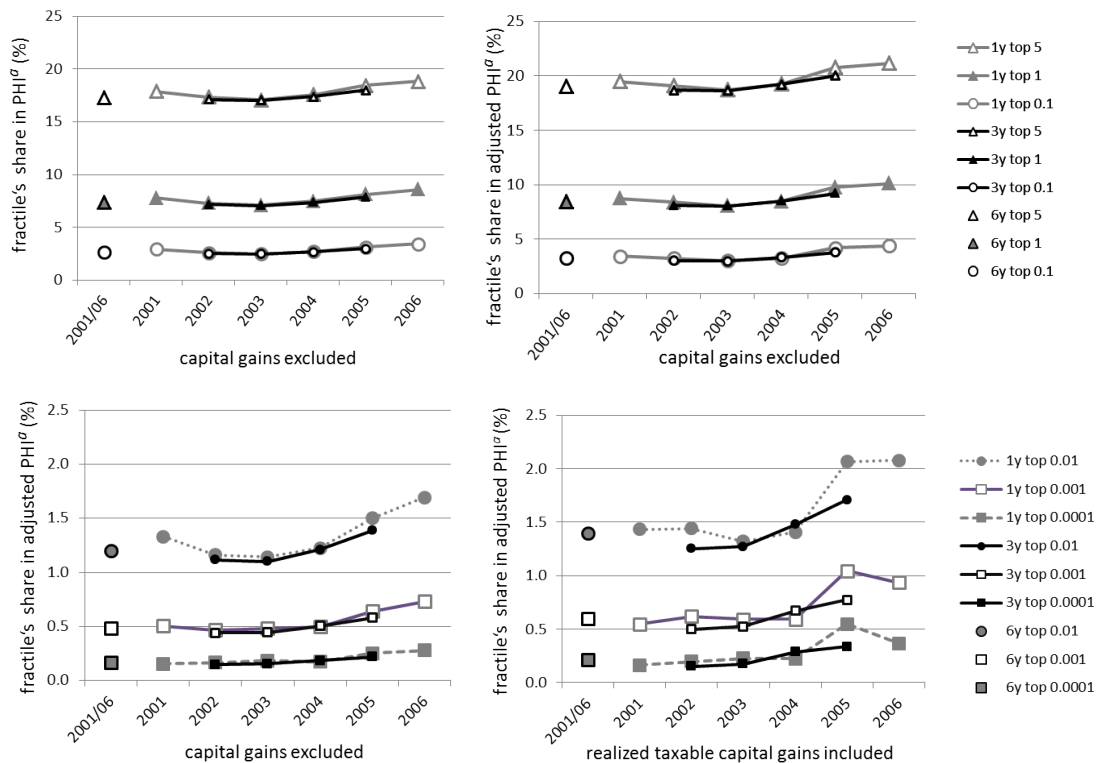 fractile's share in PHIᵃ (%)
25
20
15
10
5
0
2001/06
2001
2002
2003
2004
2005
2006
capital gains excluded
fractile's share in adjusted PHIᵃ (%)
25
20
15
10
5
0
2001/06
2001
2002
2003
2004
2005
2006
capital gains excluded
1y top 5
1y top 1
1y top 0.1
3y top 5
3y top 1
3y top 0.1
6y top 5
6y top 1
6y top 0.1
fractile's share in adjusted PHIᵃ (%)
2.5
2.0
1.5
1.0
0.5
0.0
2001/06
2001
2002
2003
2004
2005
2006
capital gains excluded
fractile's share in adjusted PHIᵃ (%)
2.5
2.0
1.5
1.0
0.5
0.0
2001/06
2001
2002
2003
2004
2005
2006
realized taxable capital gains included
1y top 0.01
1y top 0.001
1y top 0.0001
3y top 0.01
3y top 0.001
3y top 0.0001
6y top 0.01
6y top 0.001
6y top 0.0001